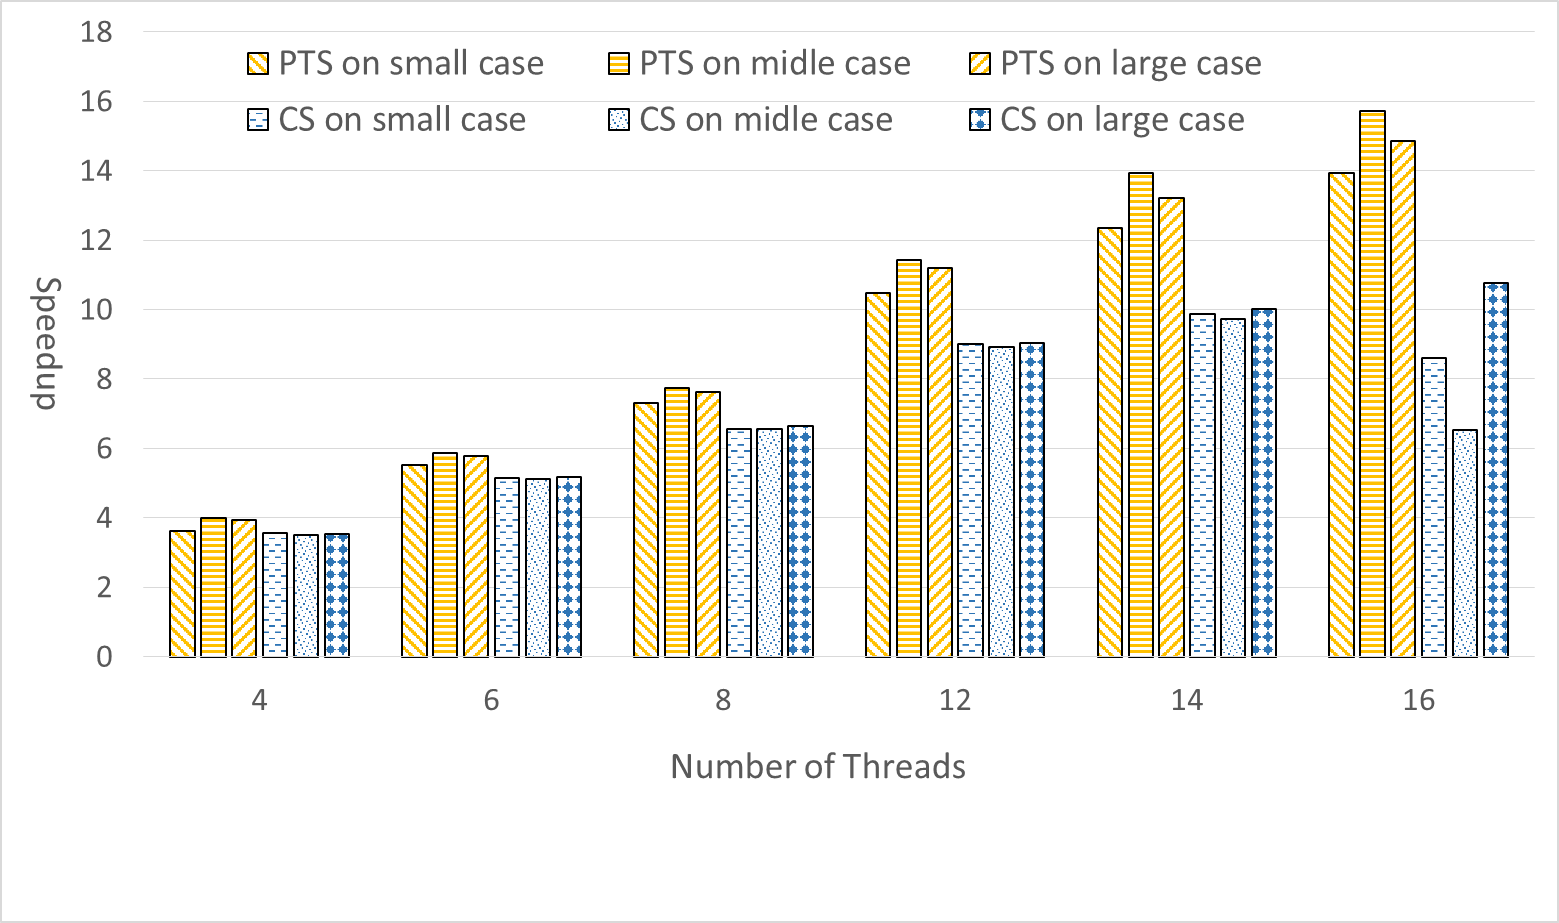 18
PTS on small case PTS on midle case PTS on large case
16
CS on small case CS on midle case CS on large case
14
12
10
8
6
4
2
0
Speedup
4 6 8 12 14 16
Number of Threads